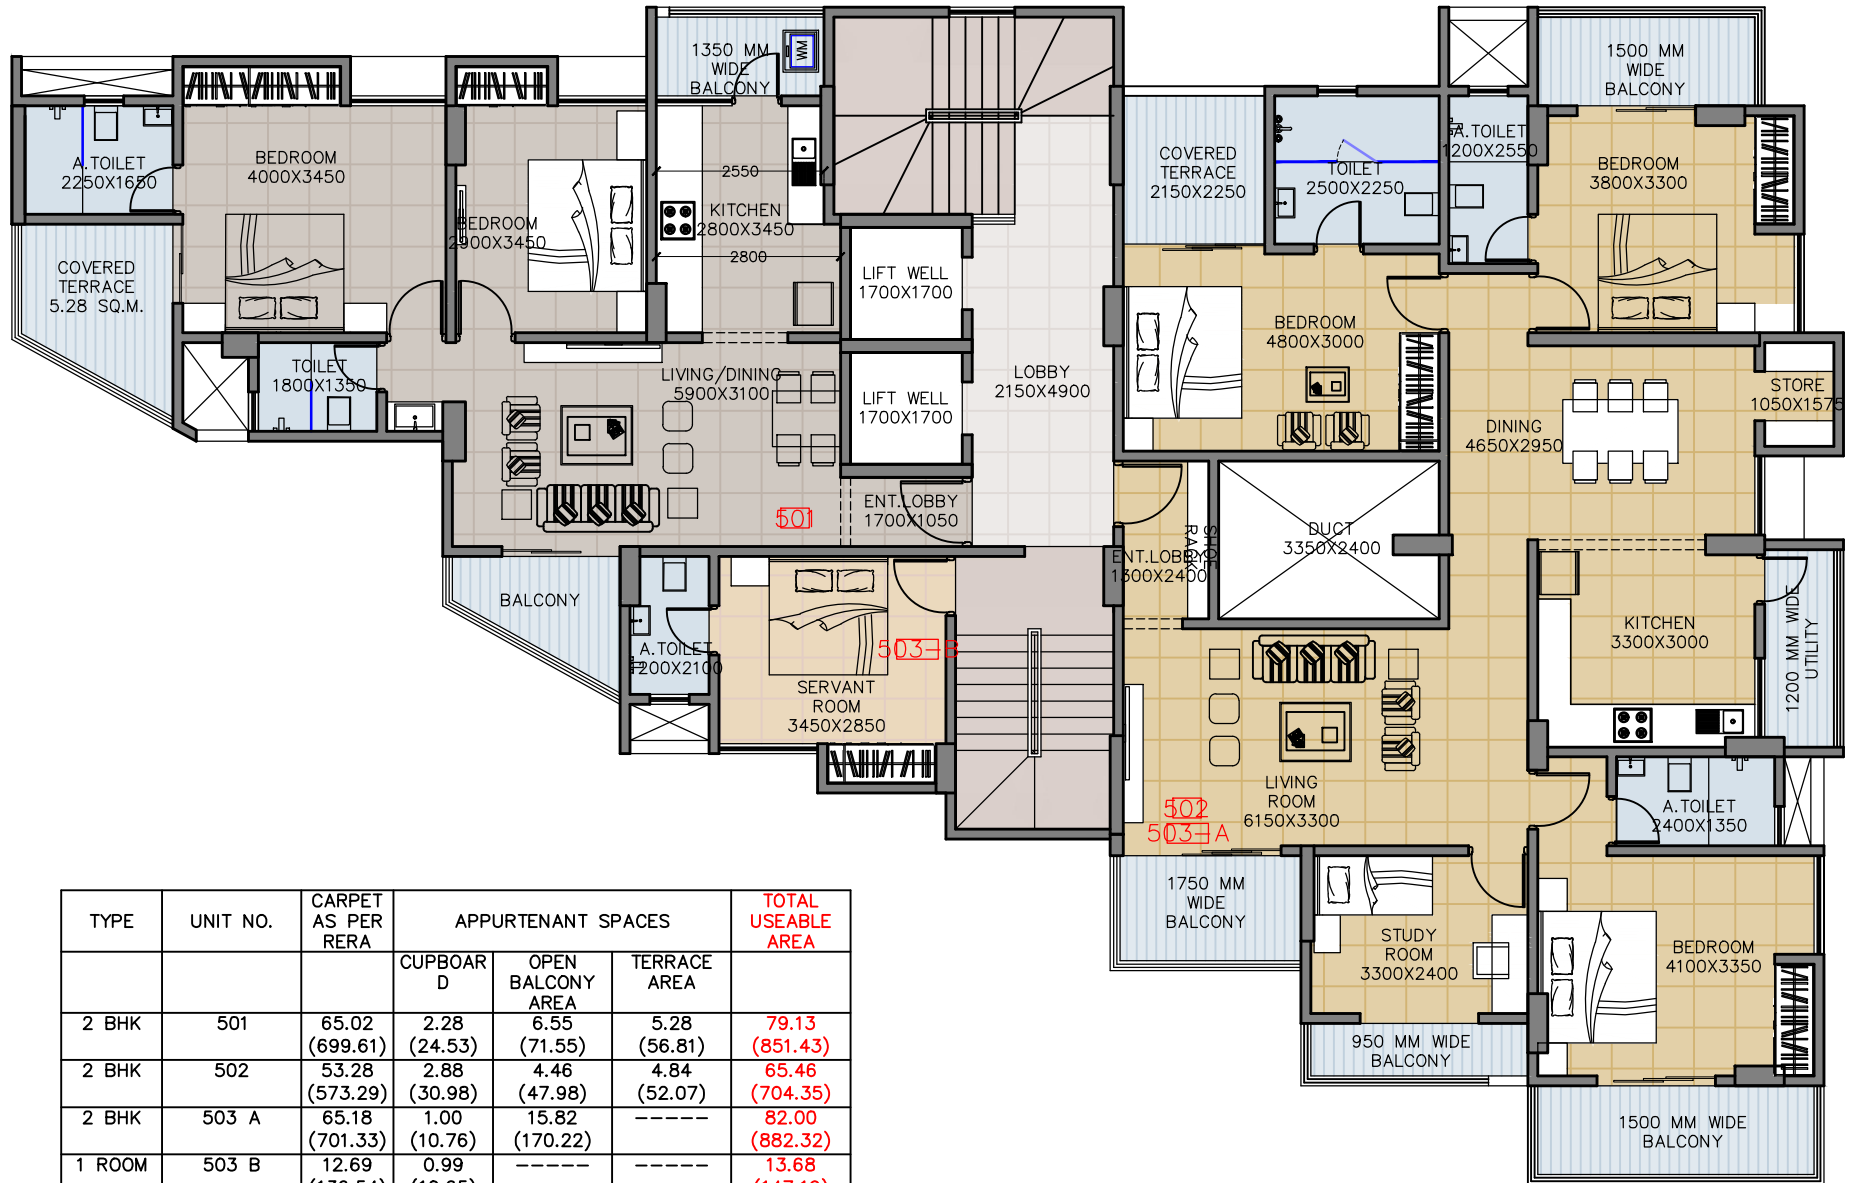 1350 MM
WIDE
BALCONY
WM
1500 MM
WIDE
BALCONY
A.TOILET
2250X1650
BEDROOM
4000X3450
BEDROOM
2900X3450
2550
KITCHEN
2800X3450
2800
COVERED
TERRACE
2150X2250
TOILET
2500X2250
A.TOILET
1200X2550
BEDROOM
3800X3300
COVERED
TERRACE
5.28 SQ.M.
LIFT WELL
1700X1700
LIFT WELL
1700X1700
LOBBY
2150X4900
BEDROOM
4800X3000
TOILET
1800X1350
LIVING/DINING
5900X3100
DINING
4650X2950
STORE
1050X1575
501
ENT.LOBBY
1700X1050
ENT.LOBBY
1300X2400
SHOE
RACK
DUCT
3350X2400
BALCONY
A.TOILET
1200X2100
503-B
SERVANT
ROOM
3450X2850
KITCHEN
3300X3000
1200 MM WIDE
UTILITY
LIVING
ROOM
6150X3300
502
503-A
A.TOILET
2400X1350
1750 MM
WIDE
BALCONY
STUDY
ROOM
3300X2400
BEDROOM
4100X3350
950 MM WIDE
BALCONY
1500 MM WIDE
BALCONY
TYPE UNIT NO. CARPET AS PER RERA APPURTENANT SPACES TOTAL USEABLE AREA
CUPBOARD OPEN BALCONY AREA TERRACE AREA
2 BHK 501 65.02 2.28 6.55 5.28 79.13
(699.61) (24.53) (71.55) (56.81) (851.43)
2 BHK 502 53.28 2.88 4.46 4.84 65.46
(573.29) (30.98) (47.98) (52.07) (704.35)
2 BHK 503 A 65.18 1.00 15.82 ----- 82.00
(701.33) (10.76) (170.22) (882.32)
1 ROOM 503 B 12.69 0.99 ----- ----- 13.68